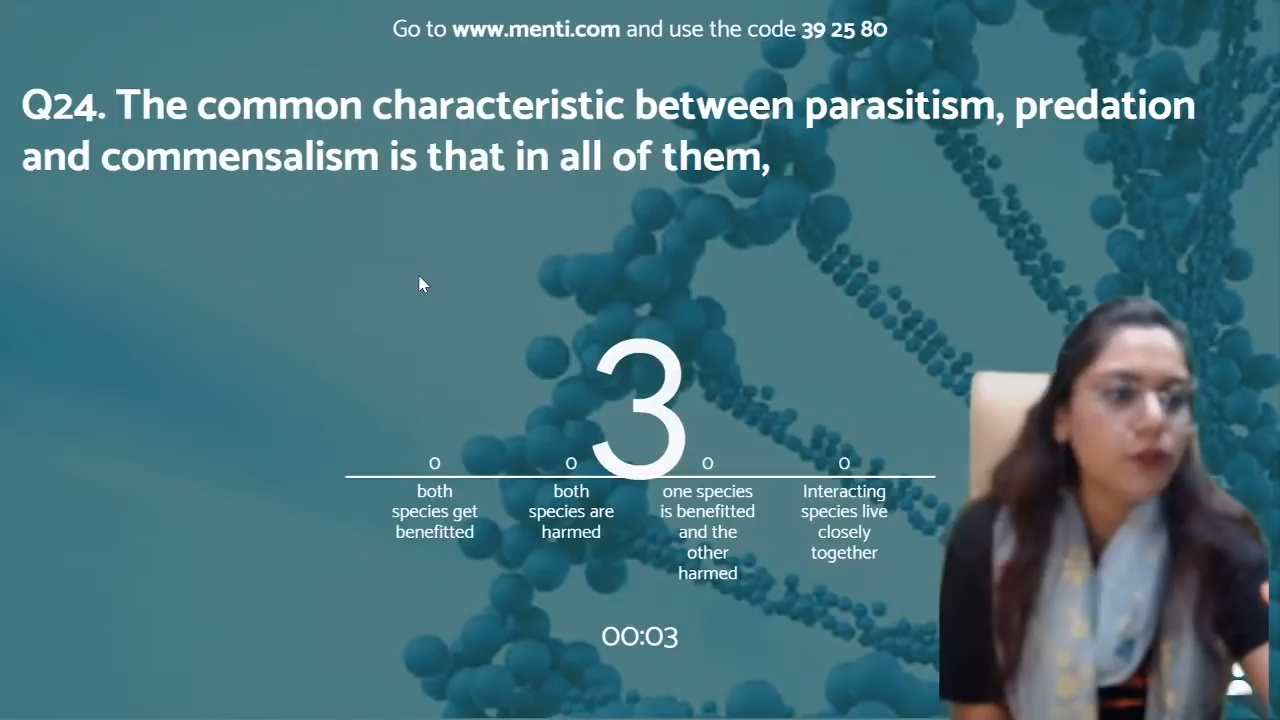 Go to www.menti.com and use the code 39 25 80
Q24. The common characteristic between parasitism, predation
and commensalism is that in all of them,
3
0 0 0 0
both
species get
benefitted
both
species are
harmed
one species
is benefitted
and the
other
harmed
Interacting
species live
closely
together
00:03